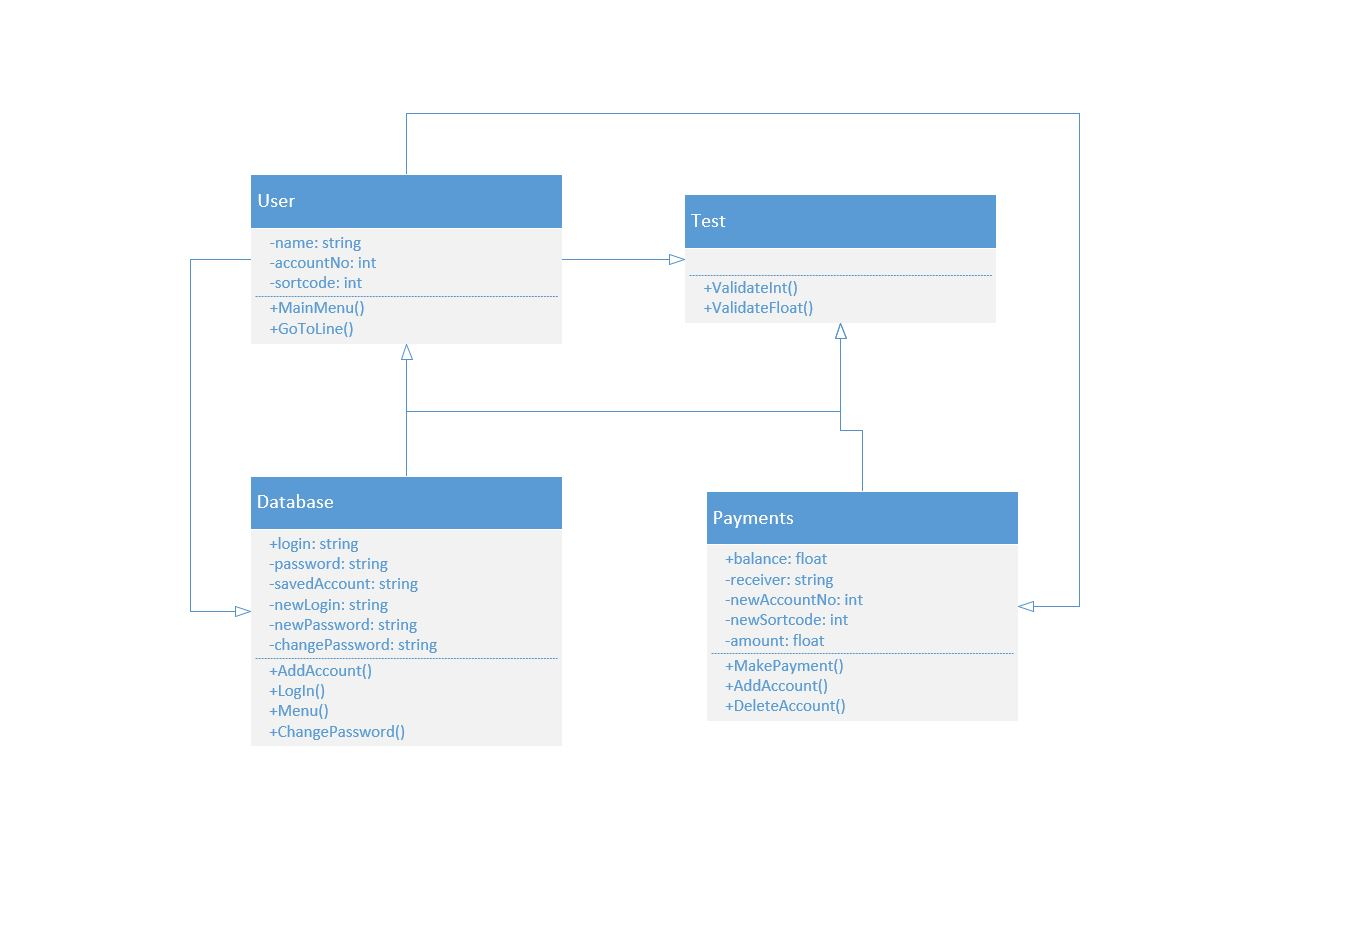 User
-name: string
-accountNo: int
-sortcode: int
+MainMenu()
+GoToLine()
Test
+ValidateInt()
+ValidateFloat()
Database
+login: string
-password: string
-savedAccount: string
-newLogin: string
-newPassword: string
-changePassword: string
+AddAccount()
+LogIn()
+Menu()
+ChangePassword()
Payments
+balance: float
-receiver: string
-newAccountNo: int
-newSortcode: int
-amount: float
+MakePayment()
+AddAccount()
+DeleteAccount()